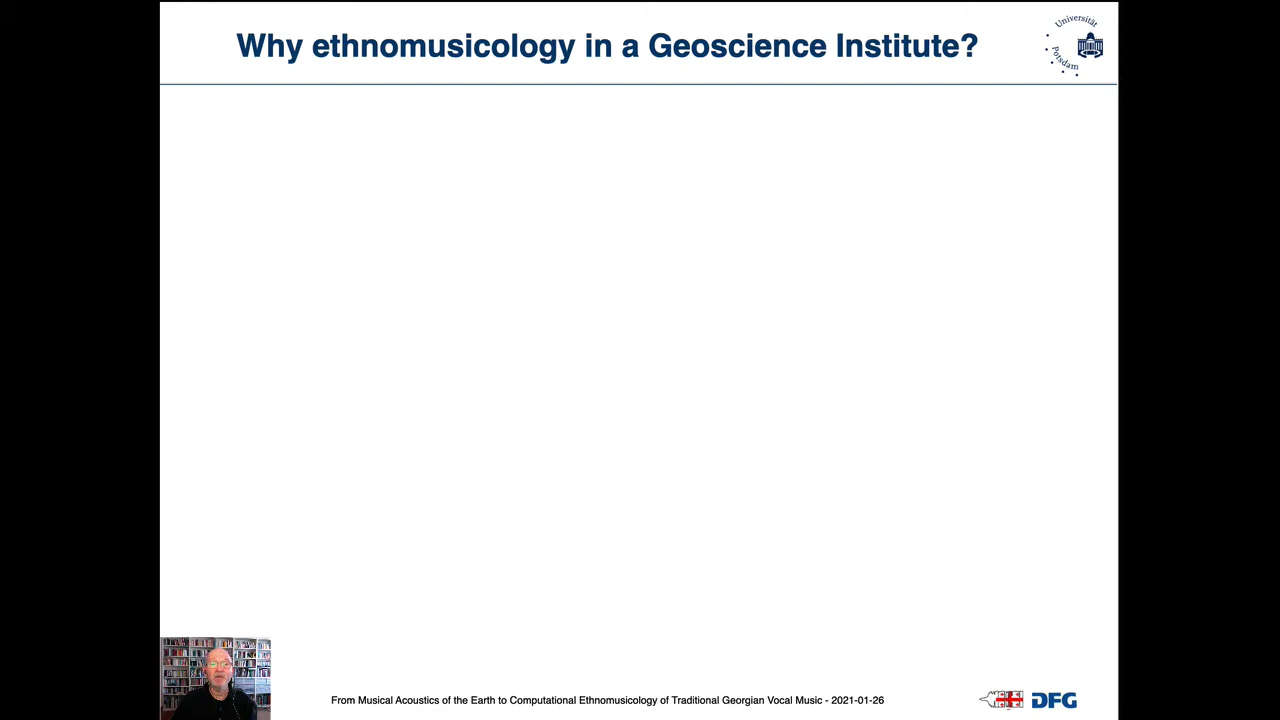 Why ethnomusicology in a Geoscience Institute?
Universität
Potsdam
From Musical Acoustics of the Earth to Computational Ethnomusicology of Traditional Georgian Vocal Music - 2021-01-26
DFG